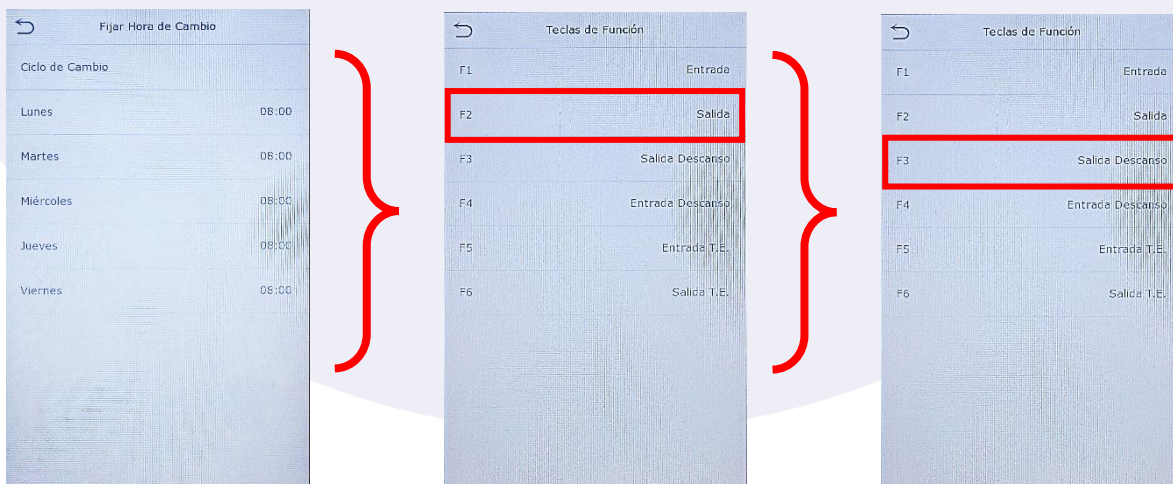 Fijar Hora de Cambio
Ciclo de Cambio
Lunes 08:00
Martes 08:00
Miércoles 08:00
Jueves 08:00
Viernes 08:00
Teclas de Función
F1 Entrada
F2 Salida
F3 Salida Descanso
F4 Entrada Descanso
F5 Entrada T.E.
F6 Salida T.E.
Teclas de Función
F1 Entrada
F2 Salida
F3 Salida Descanso
F4 Entrada Descanso
F5 Entrada T.E.
F6 Salida T.E.